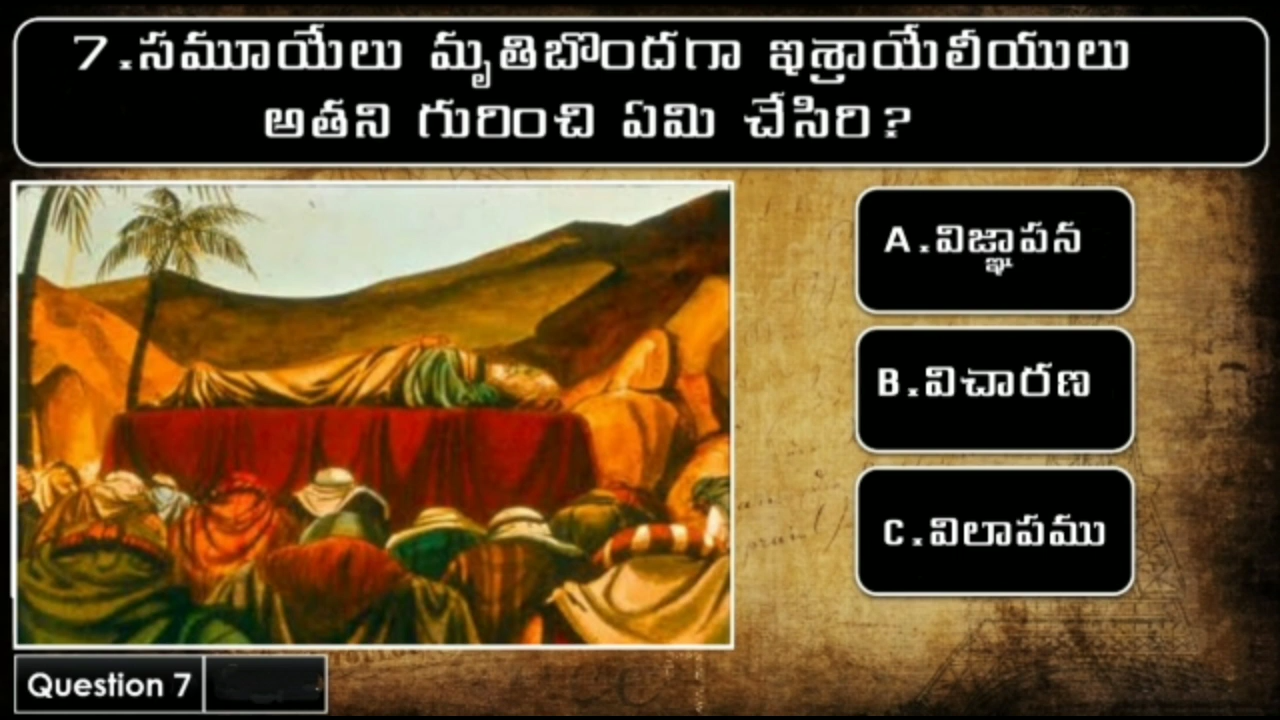 7.సమూయేలు మృతిబొందగా ఇశ్రాయేలీయులు
అతని గురించి ఏమి చేసిరి?
A.విజ్ఞాపన
B.విచారణ
C.విలాపము
Question 7